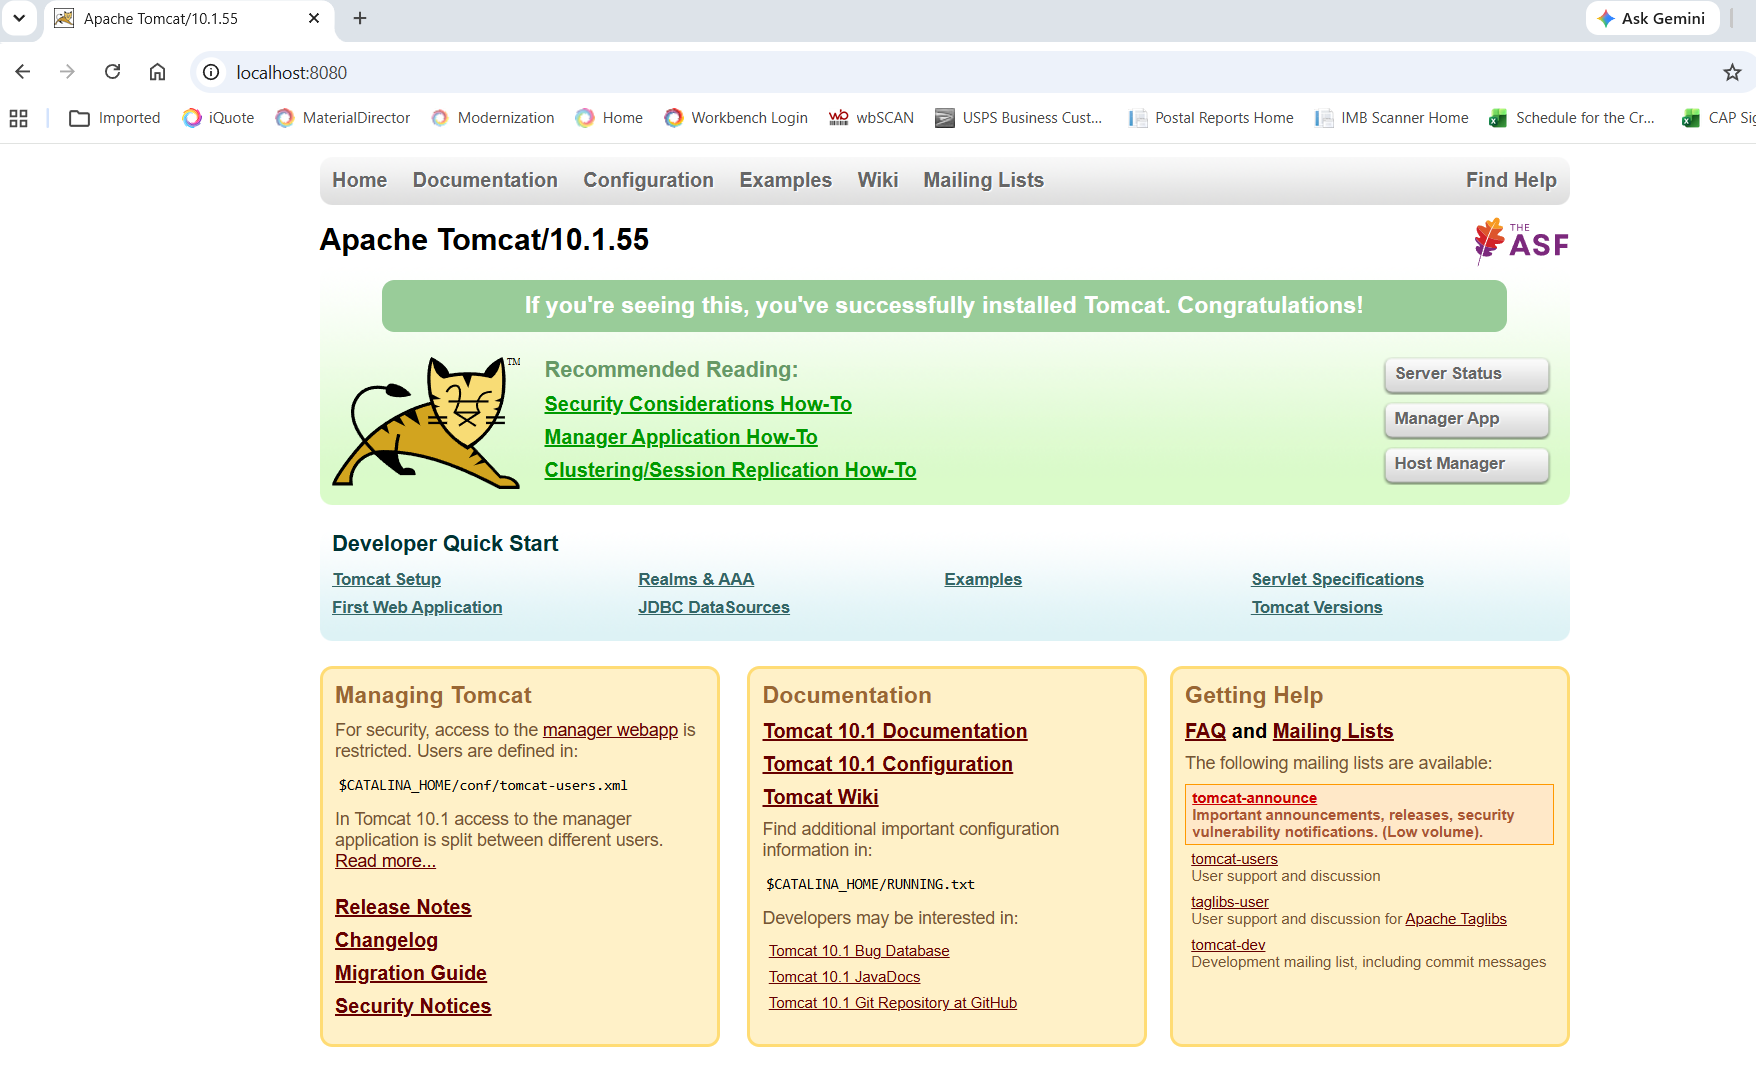 Apache Tomcat/10.1.55
Ask Gemini
localhost:8080
Imported
iQuote
MaterialDirector
Modernization
Home
Workbench Login
wbSCAN
USPS Business Cust...
Postal Reports Home
IMB Scanner Home
Schedule for the Cr...
CAP Sig
Home Documentation Configuration Examples Wiki Mailing Lists Find Help
Apache Tomcat/10.1.55
THE
ASF
If you're seeing this, you've successfully installed Tomcat. Congratulations!
TM
Recommended Reading:
Security Considerations How-To
Manager Application How-To
Clustering/Session Replication How-To
Server Status
Manager App
Host Manager
Developer Quick Start
Tomcat Setup
First Web Application
Realms & AAA
JDBC DataSources
Examples
Servlet Specifications
Tomcat Versions
Managing Tomcat
For security, access to the manager webapp is
restricted. Users are defined in:
$CATALINA_HOME/conf/tomcat-users.xml
In Tomcat 10.1 access to the manager
application is split between different users.
Read more...
Release Notes
Changelog
Migration Guide
Security Notices
Documentation
Tomcat 10.1 Documentation
Tomcat 10.1 Configuration
Tomcat Wiki
Find additional important configuration
information in:
$CATALINA_HOME/RUNNING.txt
Developers may be interested in:
Tomcat 10.1 Bug Database
Tomcat 10.1 JavaDocs
Tomcat 10.1 Git Repository at GitHub
Getting Help
FAQ and Mailing Lists
The following mailing lists are available:
tomcat-announce
Important announcements, releases, security
vulnerability notifications. (Low volume).
tomcat-users
User support and discussion
taglibs-user
User support and discussion for Apache Taglibs
tomcat-dev
Development mailing list, including commit messages